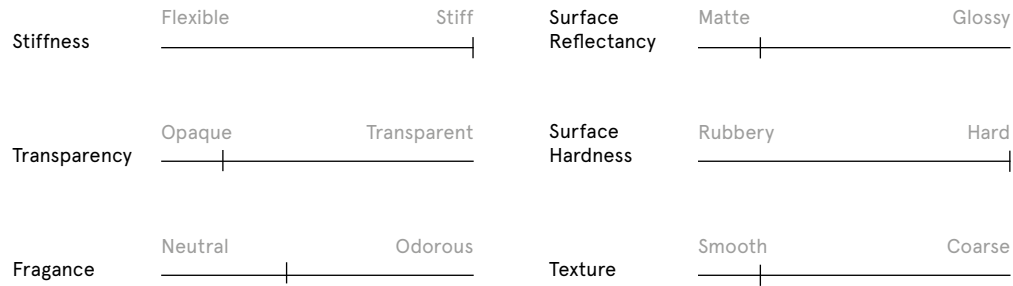 Flexible Stiff
Stiffness
Opaque Transparent
Transparency
Neutral Odorous
Fragance
Surface
Reflectancy
Matte Glossy
Surface
Hardness
Rubbery Hard
Smooth Coarse
Texture